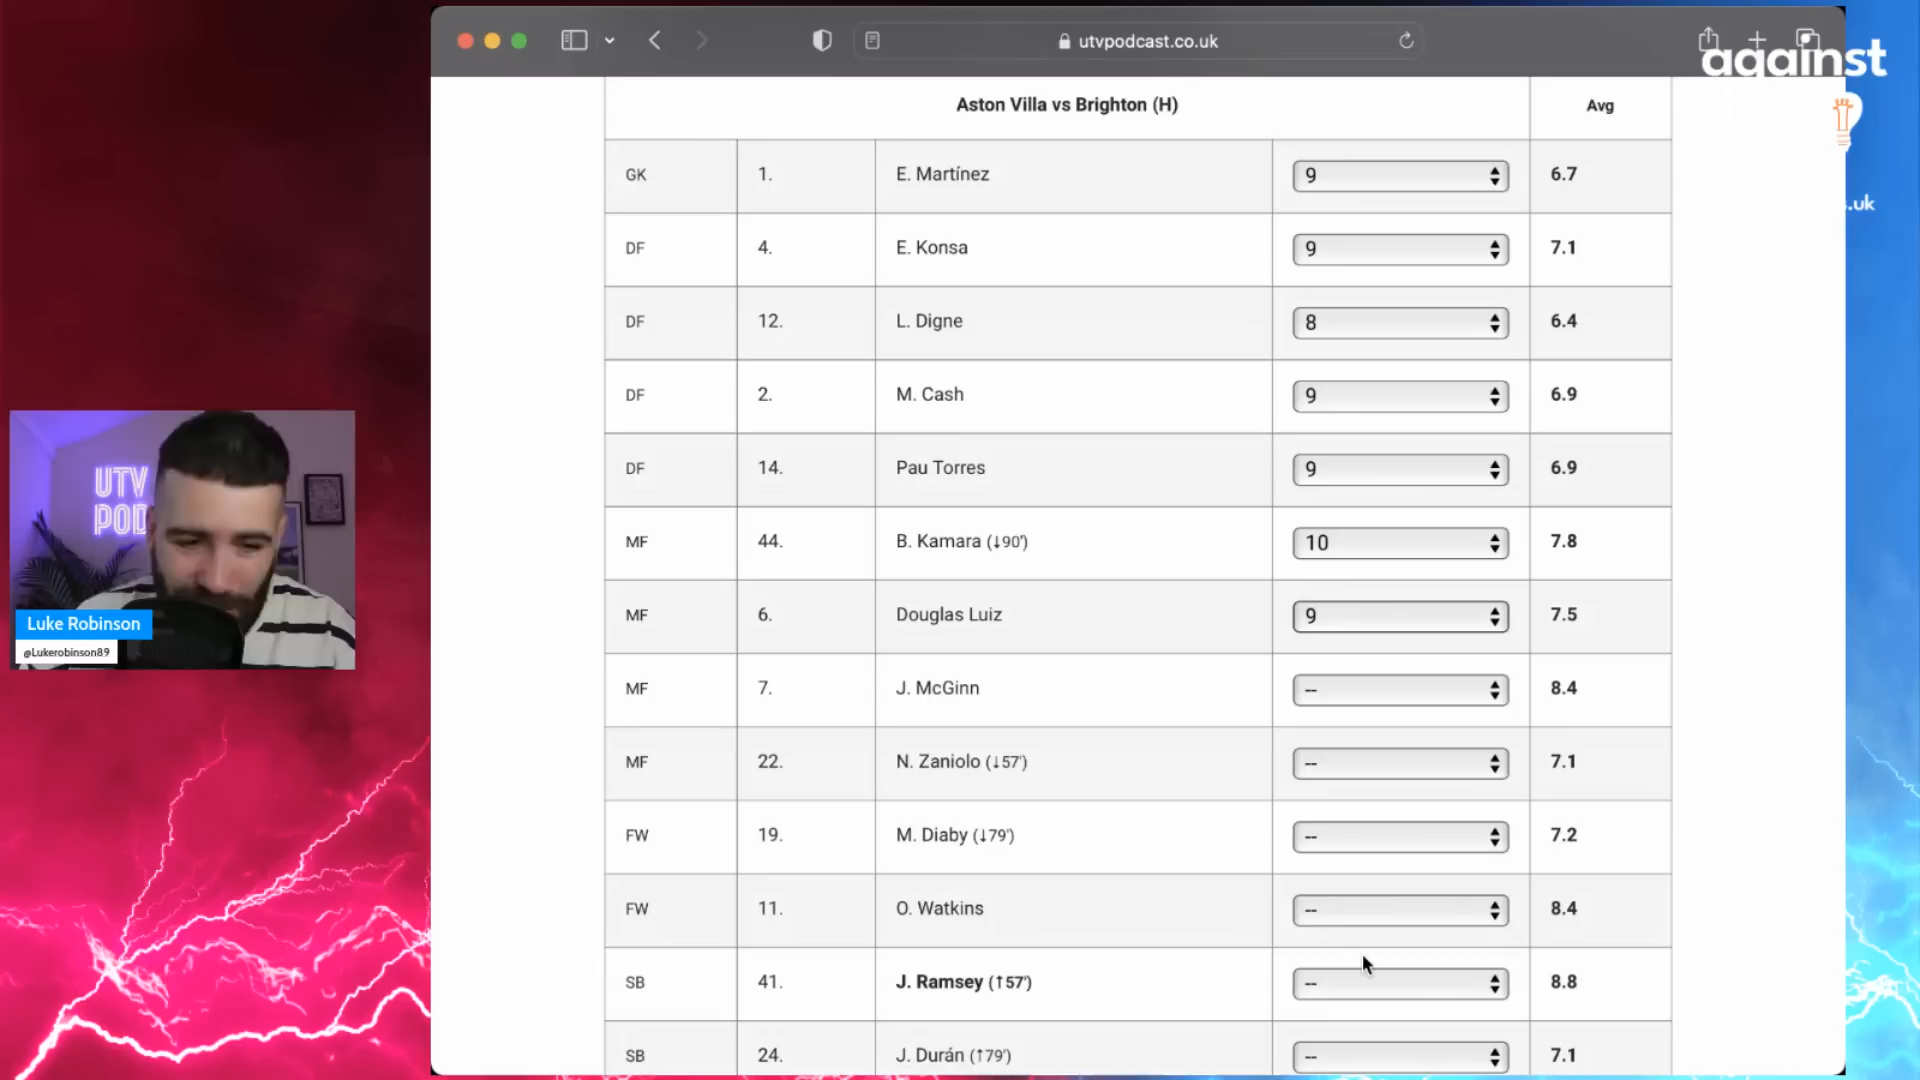 utvpodcast.co.uk
against
.uk
Aston Villa vs Brighton (H) Avg
GK 1. E. Martínez 9 6.7
DF 4. E. Konsa 9 7.1
DF 12. L. Digne 8 6.4
DF 2. M. Cash 9 6.9
DF 14. Pau Torres 9 6.9
MF 44. B. Kamara (↓90') 10 7.8
MF 6. Douglas Luiz 9 7.5
MF 7. J. McGinn -- 8.4
MF 22. N. Zaniolo (↓57') -- 7.1
FW 19. M. Diaby (↓79') -- 7.2
FW 11. O. Watkins -- 8.4
SB 41. J. Ramsey (↑57') -- 8.8
SB 24. J. Durán (↑79') -- 7.1
UTV
POD
Luke Robinson
@Lukerobinson89